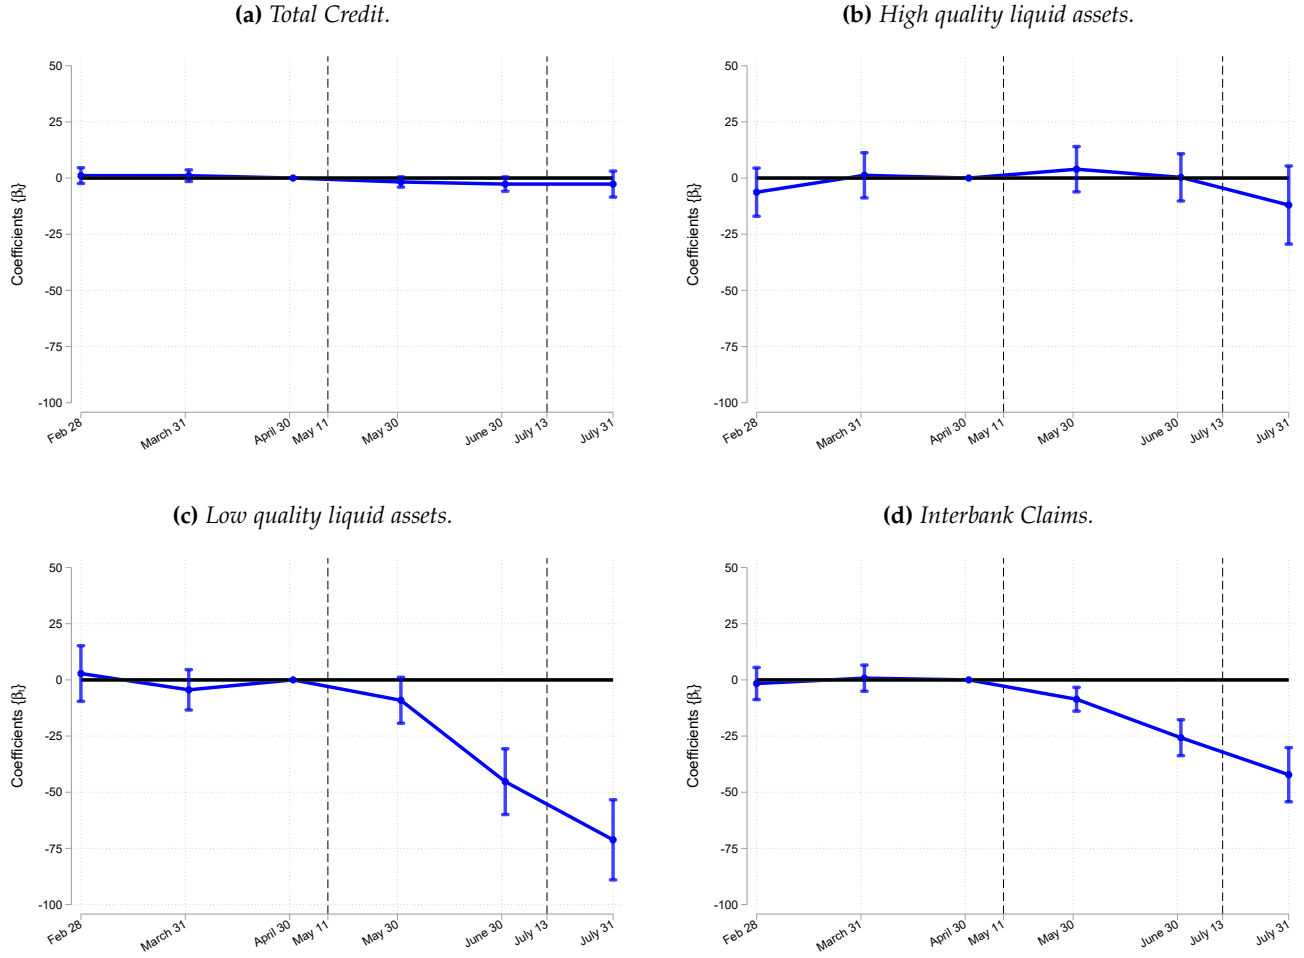 (a) Total Credit.
50
25
0
-25
-50
-75
-100
Coefficients {βᵢ}
Feb 28
March 31
April 30
May 11
May 30
June 30
July 13
July 31
(b) High quality liquid assets.
50
25
0
-25
-50
-75
-100
Coefficients {βᵢ}
Feb 28
March 31
April 30
May 11
May 30
June 30
July 13
July 31
(c) Low quality liquid assets.
50
25
0
-25
-50
-75
-100
Coefficients {βᵢ}
Feb 28
March 31
April 30
May 11
May 30
June 30
July 13
July 31
(d) Interbank Claims.
50
25
0
-25
-50
-75
-100
Coefficients {βᵢ}
Feb 28
March 31
April 30
May 11
May 30
June 30
July 13
July 31